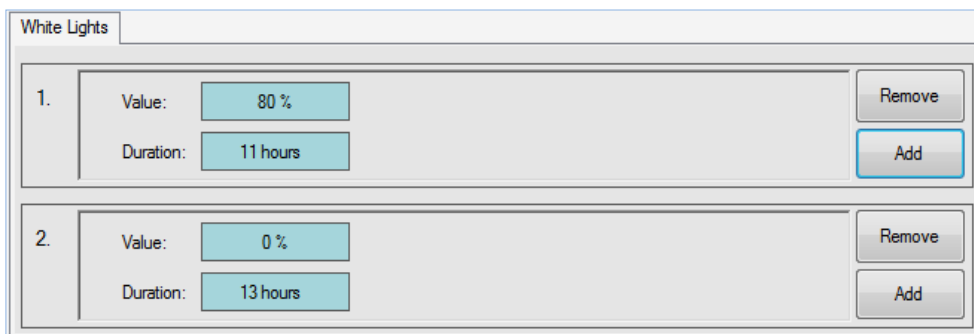 White Lights
1. Value: 80 % Remove
Duration: 11 hours Add
2. Value: 0 % Remove
Duration: 13 hours Add